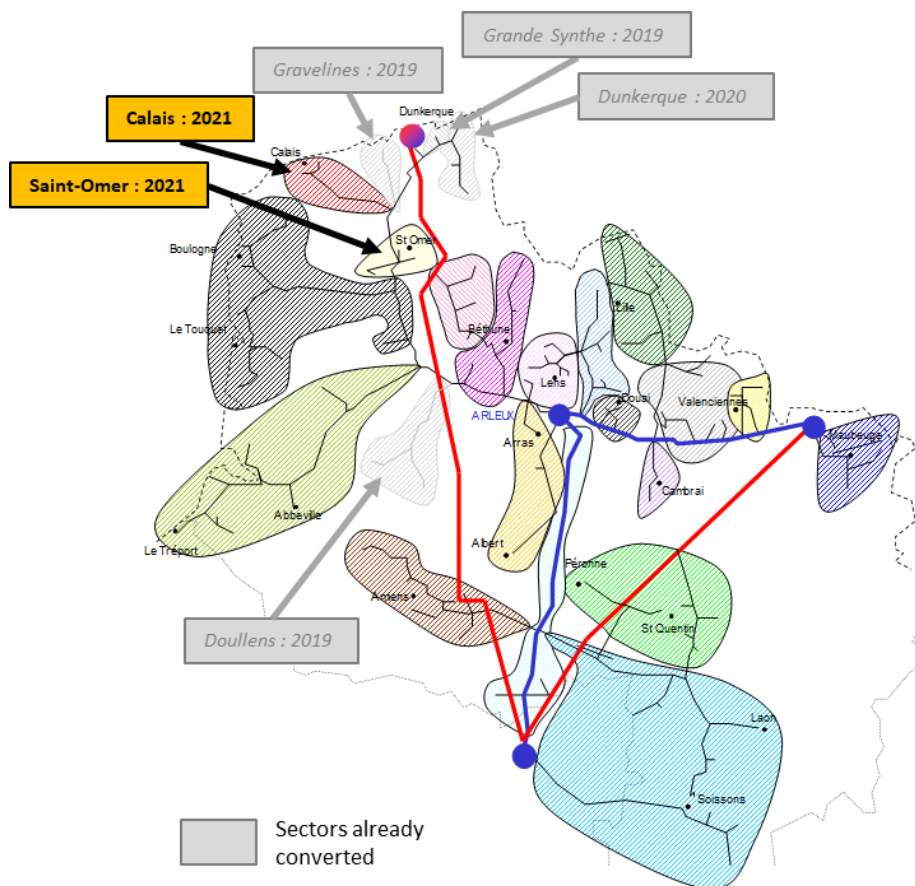 Grande Synthe : 2019
Gravelines : 2019
Dunkerque : 2020
Dunkerque
Calais : 2021
Calais
Saint-Omer : 2021
St Omer
Boulogne
Lille
Le Touquet
Béthune
Lens
Douai
Valenciennes
ARLEUX
Arras
Maubeuge
Cambrai
Abbeville
Le Tréport
Albert
Péronne
Amiens
St Quentin
Doullens : 2019
Laon
Soissons
Sectors already
converted